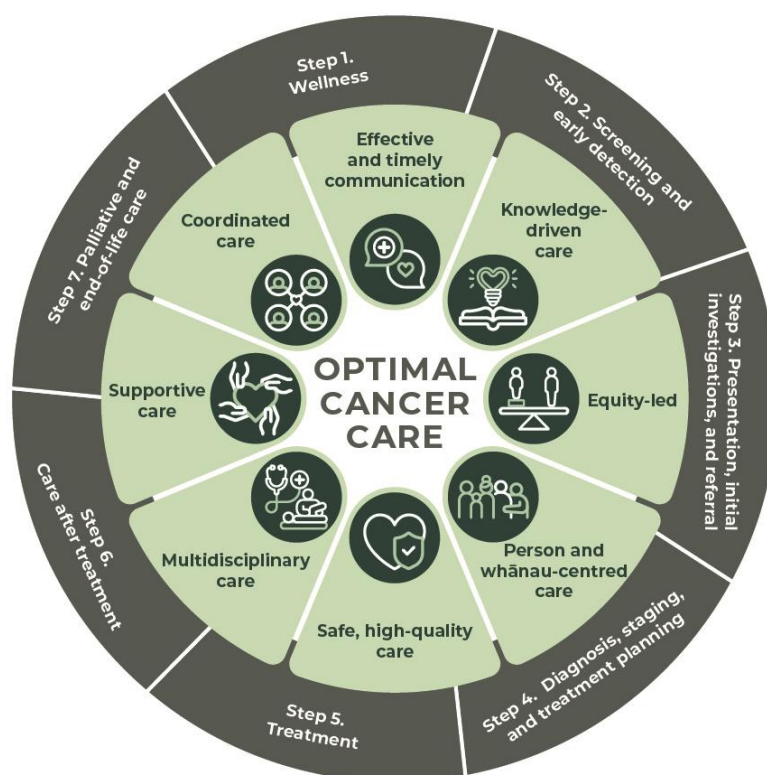 Step 1.
Wellness
Step 2. Screening and
early detection
Step 3. Presentation, initial
investigations, and referral
Step 4. Diagnosis, staging,
and treatment planning
Step 5.
Treatment
Step 6.
Care after treatment
Step 7. Palliative and
end-of-life care
Effective
and timely
communication
Knowledge-
driven
care
Equity-led
Person and
whānau-centred
care
Safe, high-quality
care
Multidisciplinary
care
Supportive
care
Coordinated
care
OPTIMAL
CANCER
CARE